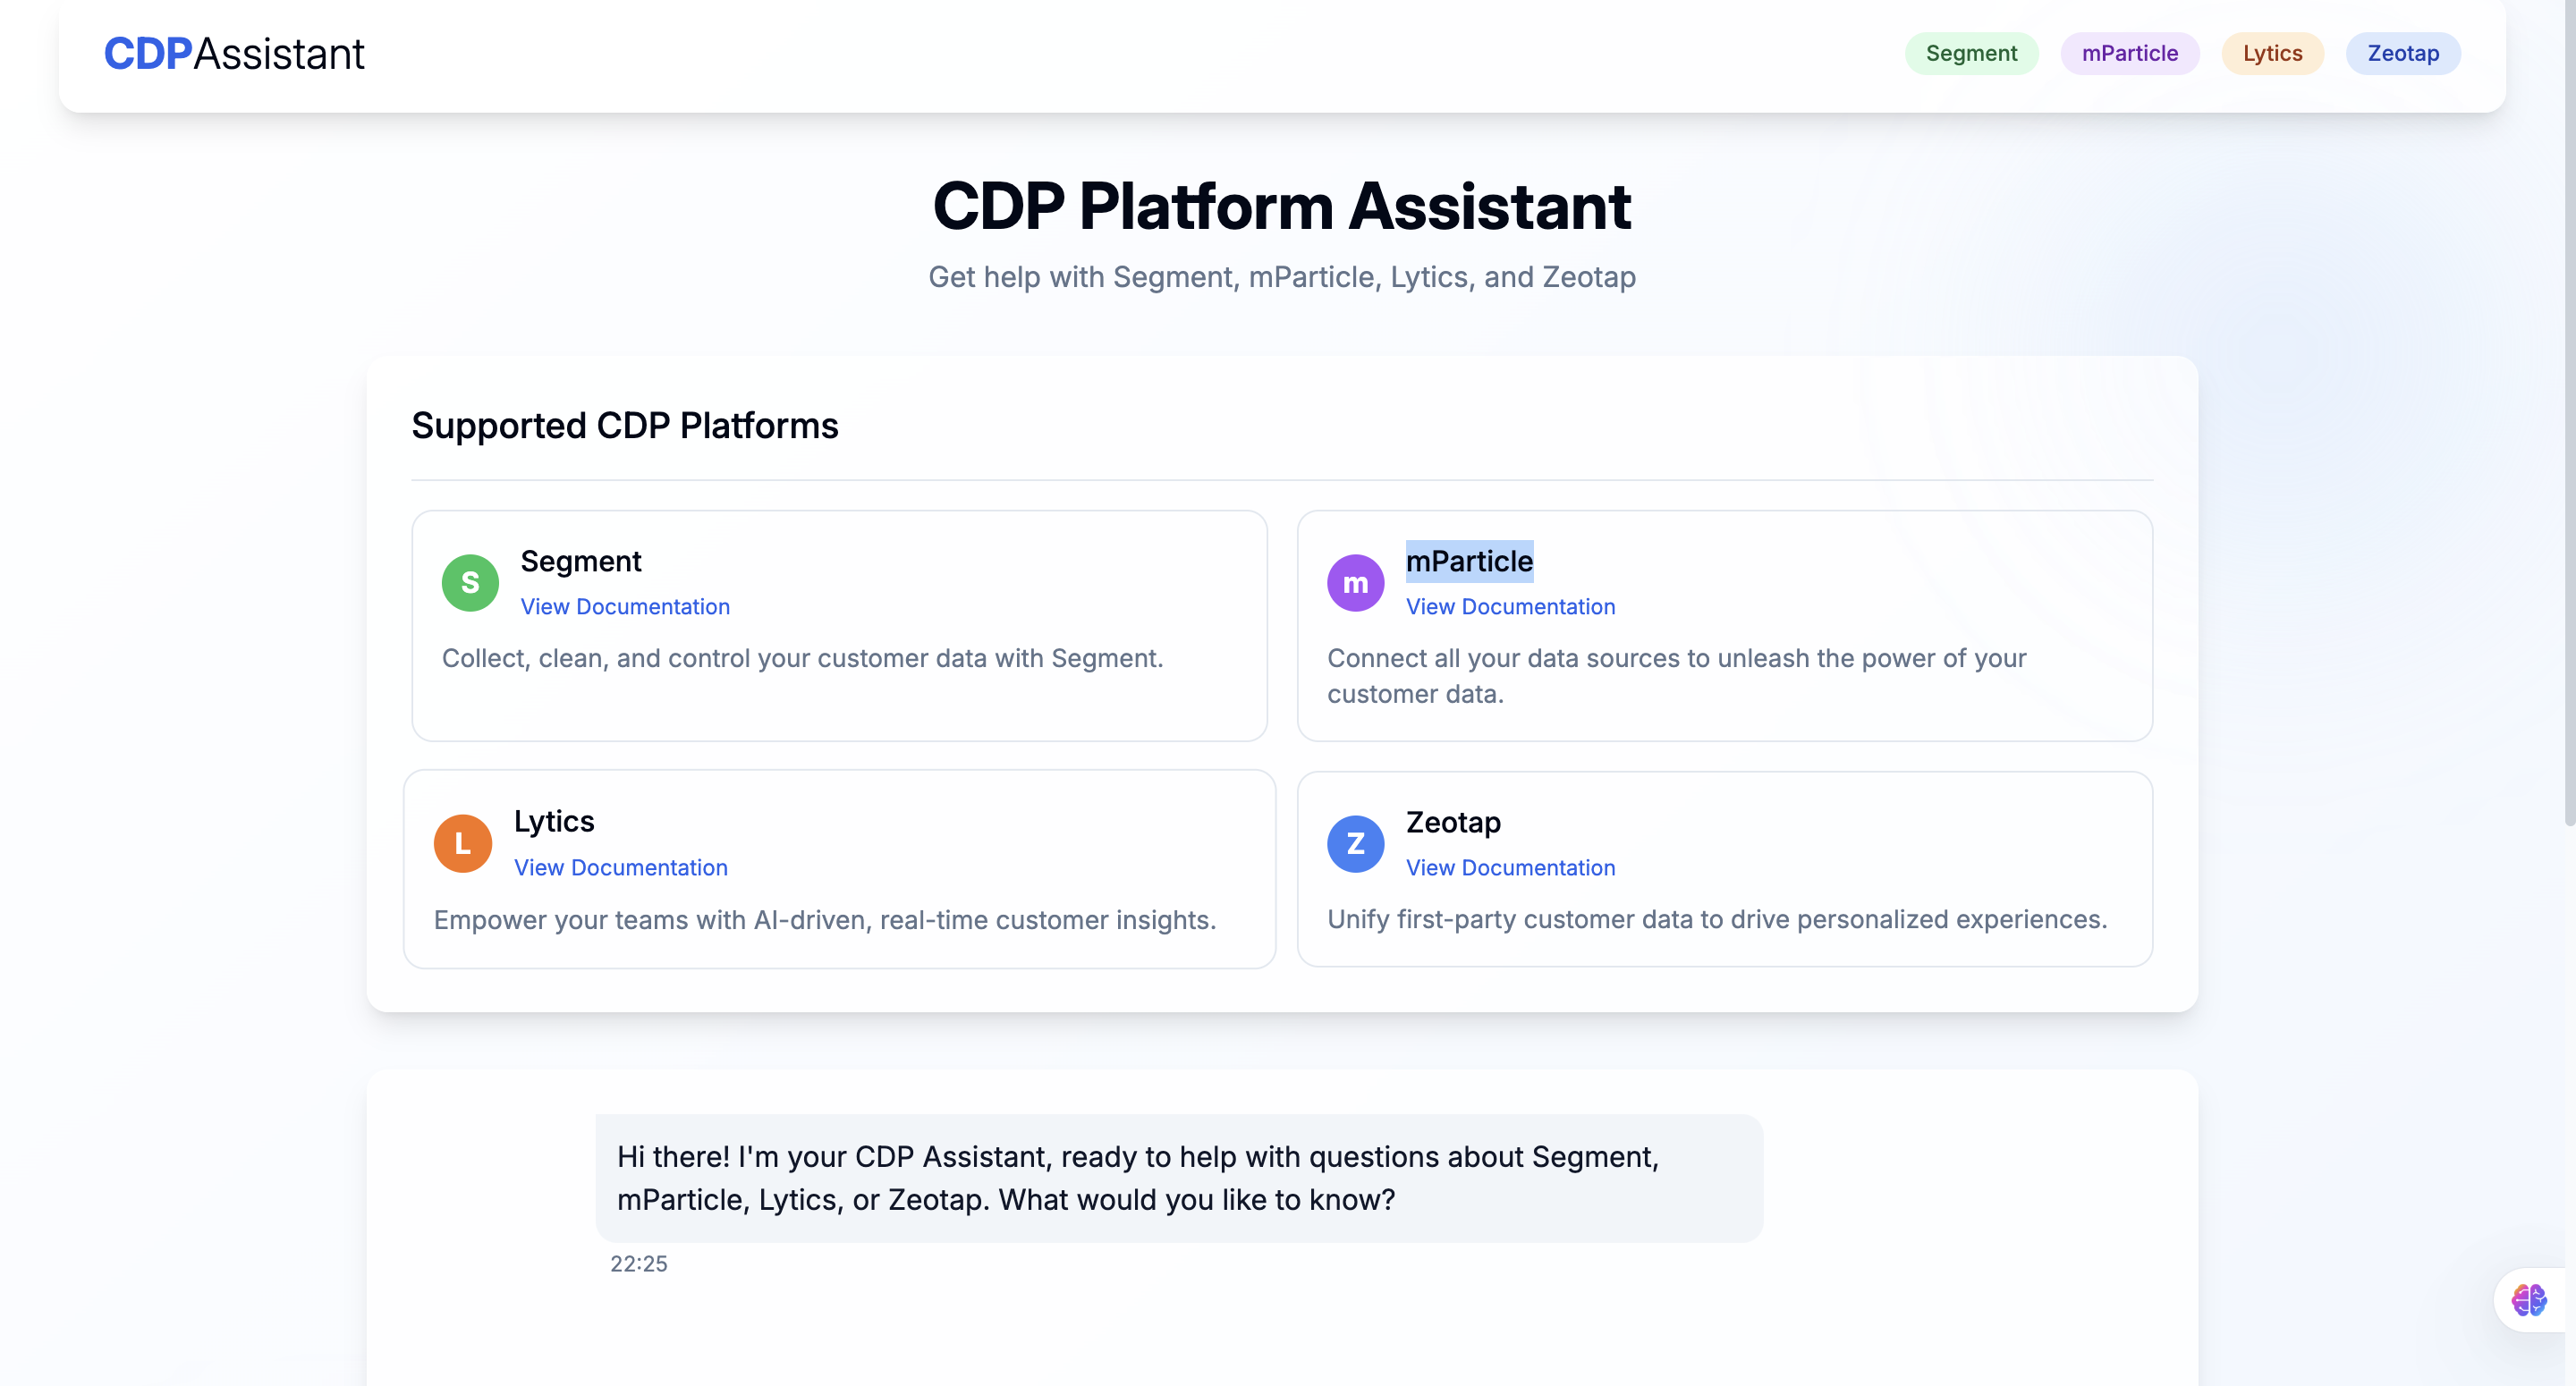 CDPAssistant
Segment
mParticle
Lytics
Zeotap
CDP Platform Assistant
Get help with Segment, mParticle, Lytics, and Zeotap
Supported CDP Platforms
S
Segment
View Documentation
Collect, clean, and control your customer data with Segment.
m
mParticle
View Documentation
Connect all your data sources to unleash the power of your
customer data.
L
Lytics
View Documentation
Empower your teams with AI-driven, real-time customer insights.
Z
Zeotap
View Documentation
Unify first-party customer data to drive personalized experiences.
Hi there! I'm your CDP Assistant, ready to help with questions about Segment,
mParticle, Lytics, or Zeotap. What would you like to know?
22:25